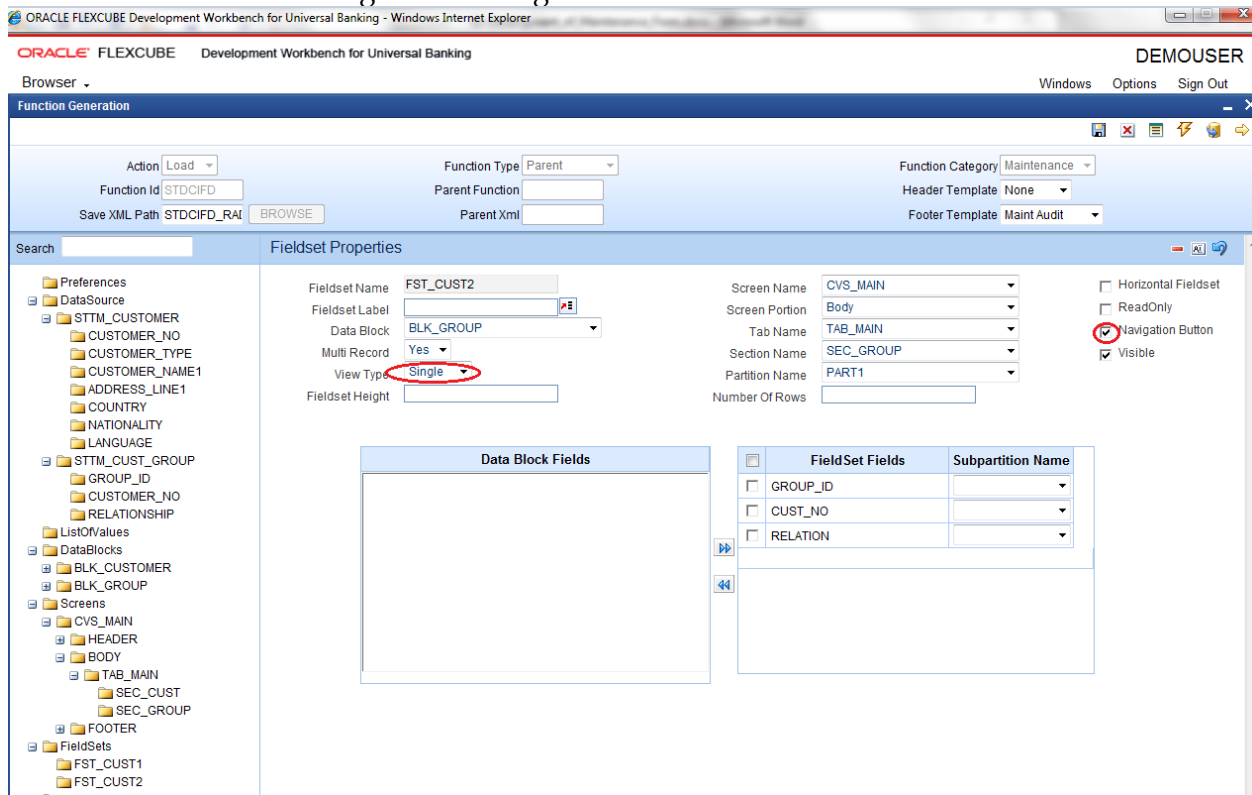 ORACLE FLEXCUBE Development Workbench for Universal Banking - Windows Internet Explorer
ORACLE FLEXCUBE Development Workbench for Universal Banking DEMOUSER
Browser Windows Options Sign Out
Function Generation
Action Load Function Type Parent Function Category Maintenance
Function Id STDCIFD Parent Function Header Template None
Save XML Path STDCIFD_RAD BROWSE Parent Xml Footer Template Maint Audit
Search Fieldset Properties
Preferences
DataSource
STTM_CUSTOMER
CUSTOMER_NO
CUSTOMER_TYPE
CUSTOMER_NAME1
ADDRESS_LINE1
COUNTRY
NATIONALITY
LANGUAGE
STTM_CUST_GROUP
GROUP_ID
CUSTOMER_NO
RELATIONSHIP
ListOfValues
DataBlocks
BLK_CUSTOMER
BLK_GROUP
Screens
CVS_MAIN
HEADER
BODY
TAB_MAIN
SEC_CUST
SEC_GROUP
FOOTER
FieldSets
FST_CUST1
FST_CUST2
Fieldset Name FST_CUST2 Screen Name CVS_MAIN Horizontal Fieldset
Fieldset Label Screen Portion Body ReadOnly
Data Block BLK_GROUP Tab Name TAB_MAIN Navigation Button
Multi Record Yes Section Name SEC_GROUP Visible
View Type Single Partition Name PART1
Fieldset Height Number Of Rows
Data Block Fields FieldSet Fields Subpartition Name
GROUP_ID
CUST_NO
RELATION